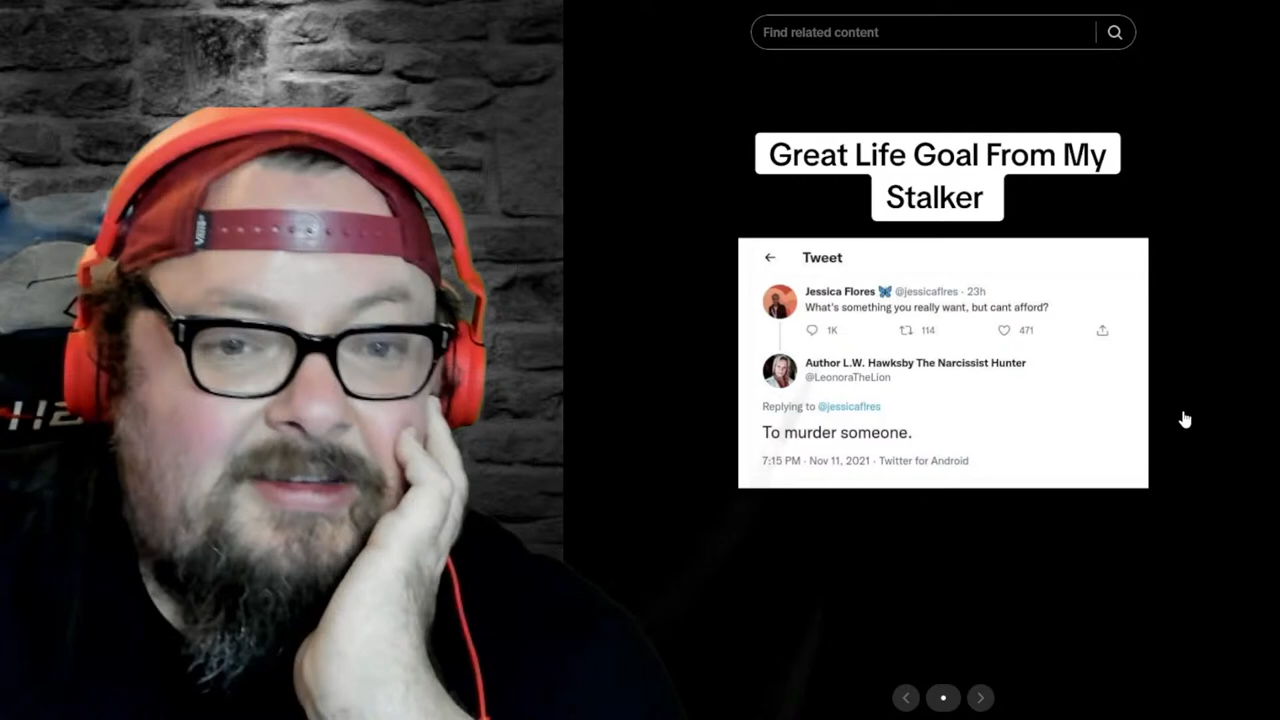 Find related content
Great Life Goal From My
Stalker
Tweet
Jessica Flores 🦋 @jessicaflres · 23h
What's something you really want, but cant afford?
1K 114 471
Author L.W. Hawksby The Narcissist Hunter
@LeonoraTheLion
Replying to @jessicaflres
To murder someone.
7:15 PM · Nov 11, 2021 · Twitter for Android